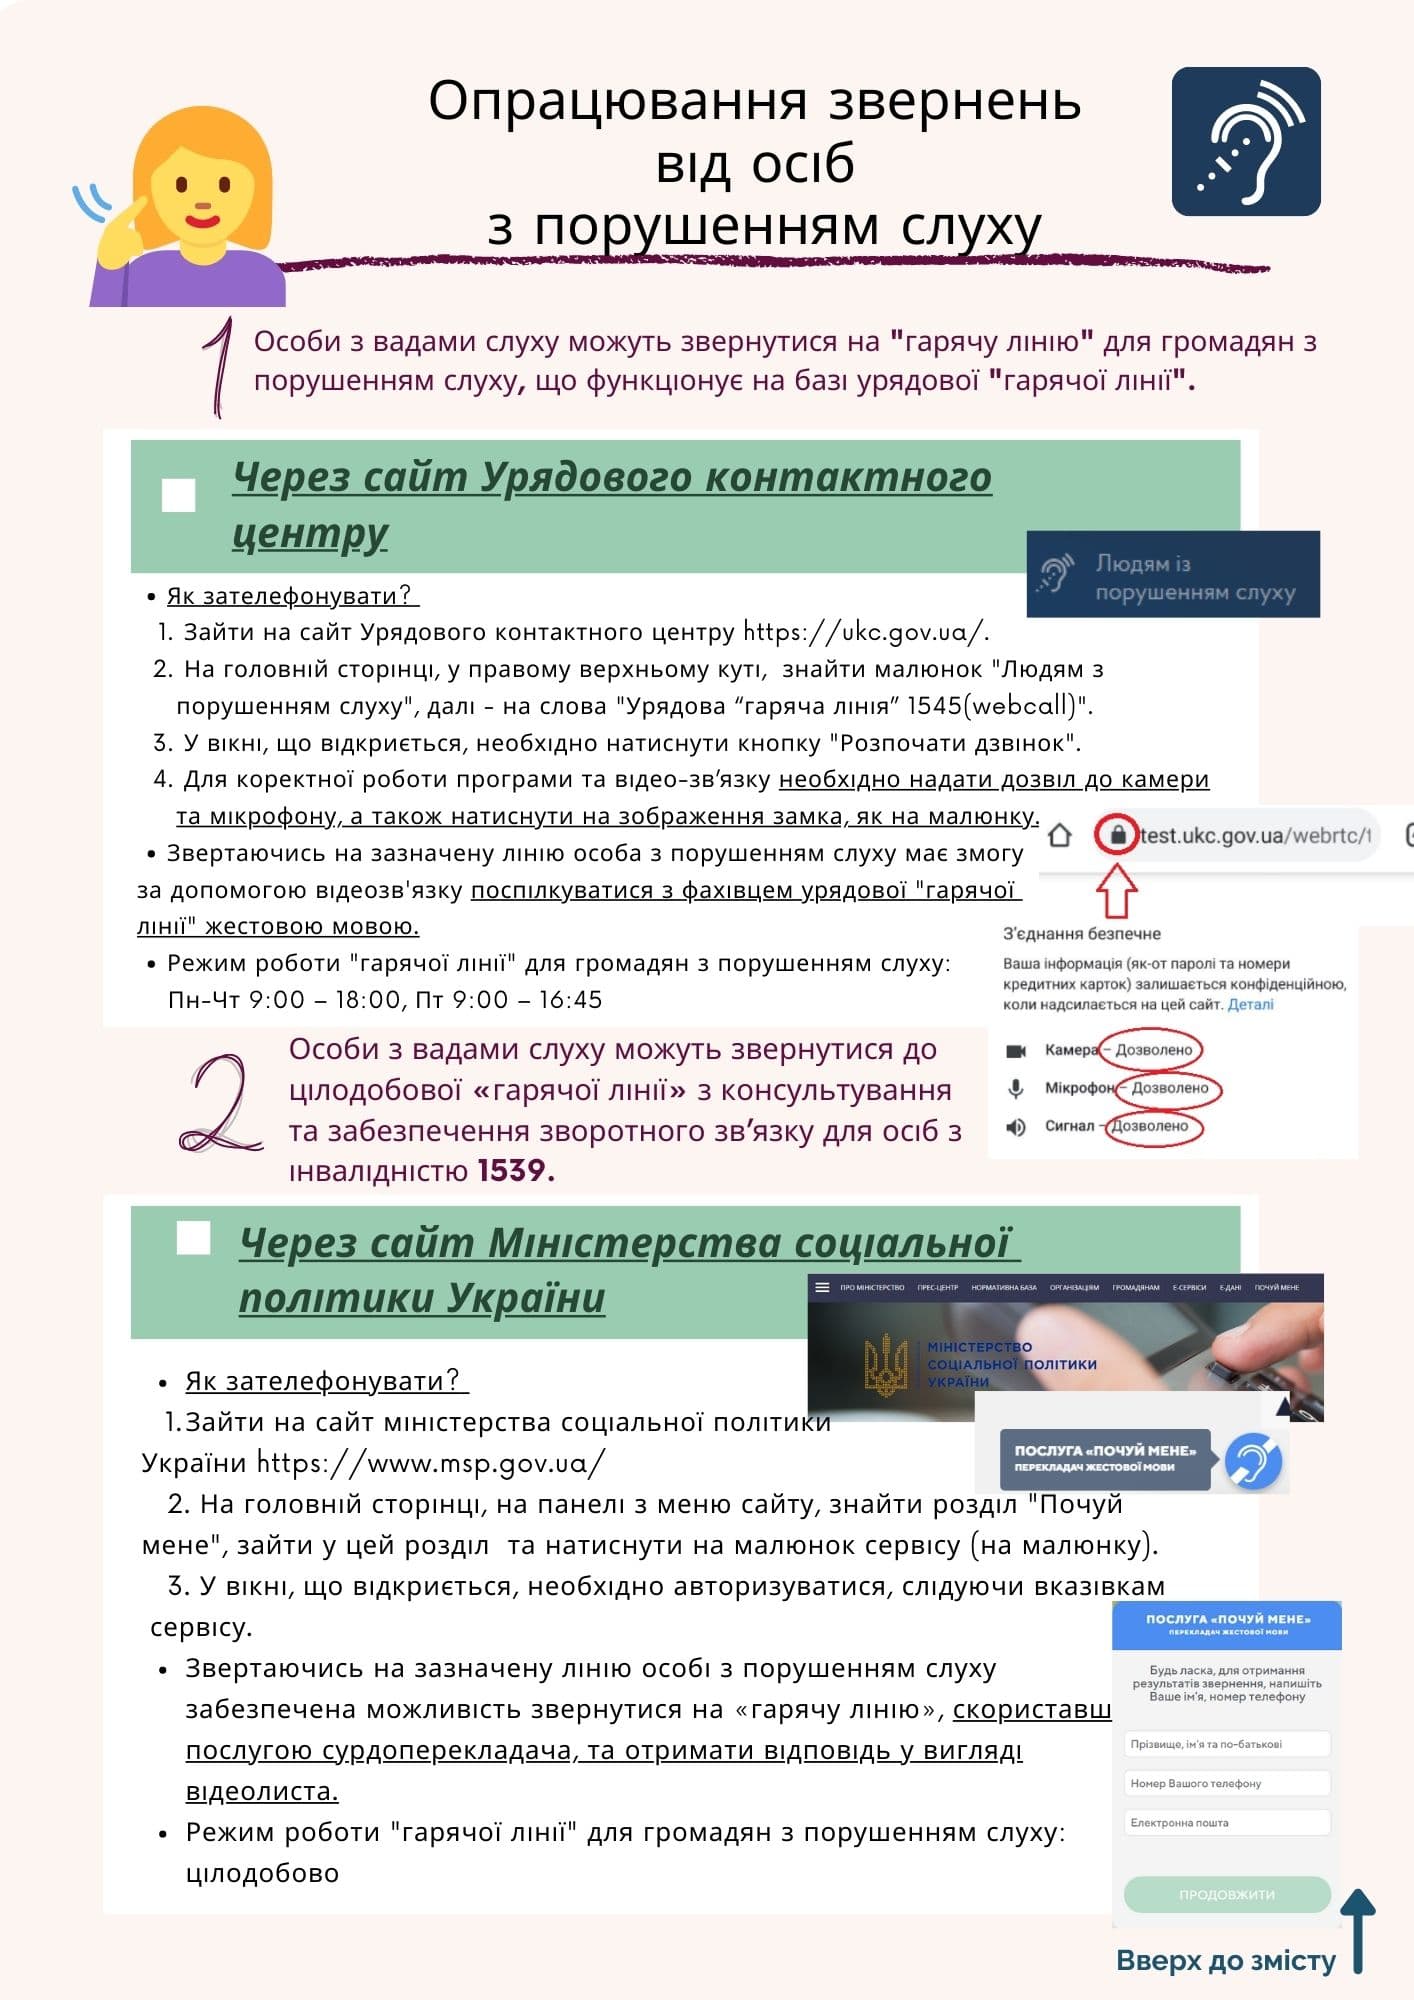 Опрацювання звернень
від осіб
з порушенням слуху
1 Особи з вадами слуху можуть звернутися на "гарячу лінію" для громадян з
порушенням слуху, що функціонує на базі урядової "гарячої лінії".
Через сайт Урядового контактного
центру
Людям із
порушенням слуху
• Як зателефонувати?
1. Зайти на сайт Урядового контактного центру https://ukc.gov.ua/.
2. На головній сторінці, у правому верхньому куті, знайти малюнок "Людям з
порушенням слуху", далі - на слова "Урядова “гаряча лінія” 1545(webcall)".
3. У вікні, що відкриється, необхідно натиснути кнопку "Розпочати дзвінок".
4. Для коректної роботи програми та відео-зв’язку необхідно надати дозвіл до камери
та мікрофону, а також натиснути на зображення замка, як на малюнку.
• Звертаючись на зазначену лінію особа з порушенням слуху має змогу
за допомогою відеозв'язку поспілкуватися з фахівцем урядової "гарячої
лінії" жестовою мовою.
• Режим роботи "гарячої лінії" для громадян з порушенням слуху:
Пн-Чт 9:00 – 18:00, Пт 9:00 – 16:45
test.ukc.gov.ua/webrtc/t
З’єднання безпечне
Ваша інформація (як-от паролі та номери
кредитних карток) залишається конфіденційною,
коли надсилається на цей сайт. Деталі
Камера – Дозволено
Мікрофон – Дозволено
Сигнал – Дозволено
2 Особи з вадами слуху можуть звернутися до
цілодобової «гарячої лінії» з консультування
та забезпечення зворотного зв’язку для осіб з
інвалідністю 1539.
Через сайт Міністерства соціальної
політики України
ПРО МІНІСТЕРСТВО ПРЕС-ЦЕНТР НОРМАТИВНА БАЗА ОРГАНІЗАЦІЯМ ГРОМАДЯНАМ Е-СЕРВІСИ Е-ДАНІ ПОЧУЙ МЕНЕ
МІНІСТЕРСТВО
СОЦІАЛЬНОЇ ПОЛІТИКИ
УКРАЇНИ
ПОСЛУГА «ПОЧУЙ МЕНЕ»
ПЕРЕКЛАДАЧ ЖЕСТОВОЇ МОВИ
• Як зателефонувати?
1.Зайти на сайт міністерства соціальної політики
України https://www.msp.gov.ua/
2. На головній сторінці, на панелі з меню сайту, знайти розділ "Почуй
мене", зайти у цей розділ та натиснути на малюнок сервісу (на малюнку).
3. У вікні, що відкриється, необхідно авторизуватися, слідуючи вказівкам
сервісу.
• Звертаючись на зазначену лінію особі з порушенням слуху
забезпечена можливість звернутися на «гарячу лінію», скориставш
послугою сурдоперекладача, та отримати відповідь у вигляді
відеолиста.
• Режим роботи "гарячої лінії" для громадян з порушенням слуху:
цілодобово
ПОСЛУГА «ПОЧУЙ МЕНЕ»
ПЕРЕКЛАДАЧ ЖЕСТОВОЇ МОВИ
Будь ласка, для отримання
результатів звернення, напишіть
Ваше ім’я, номер телефону
Прізвище, ім’я та по-батькові
Номер Вашого телефону
Електронна пошта
ПРОДОВЖИТИ
Вверх до змісту